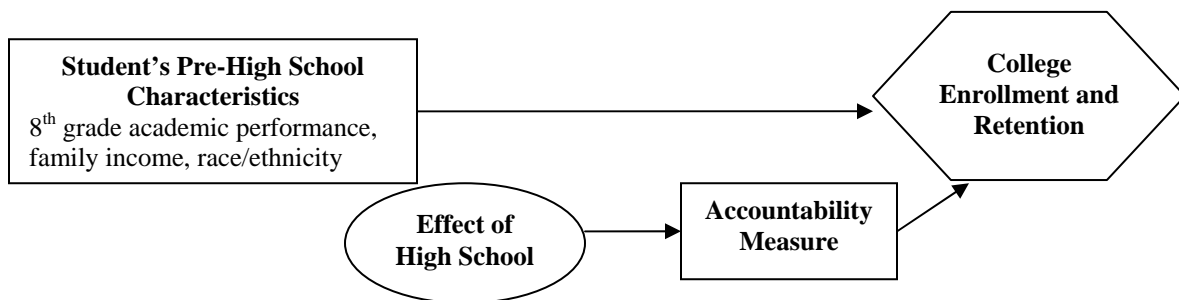 Student's Pre-High School
Characteristics
8th grade academic performance,
family income, race/ethnicity
College
Enrollment and
Retention
Effect of
High School
Accountability
Measure